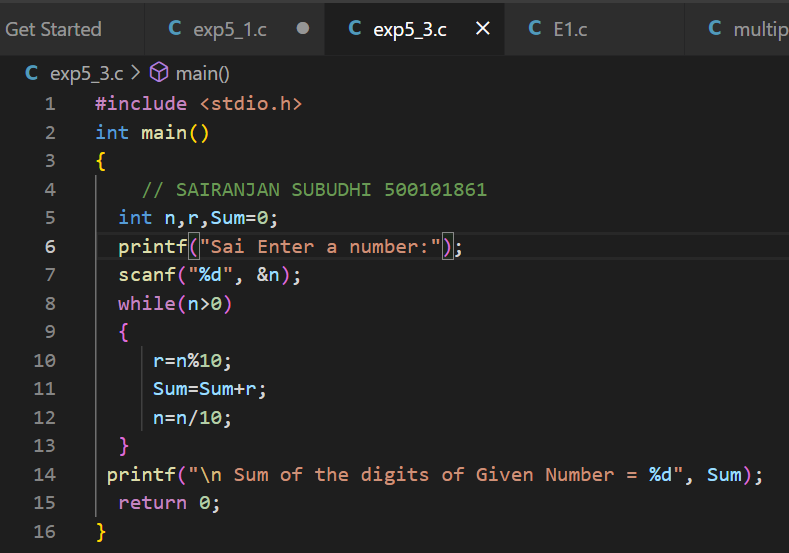 Get Started C exp5_1.c C exp5_3.c C E1.c C multip
C exp5_3.c > main()
1 #include <stdio.h>
2 int main()
3 {
4 // SAIRANJAN SUBUDHI 500101861
5 int n,r,Sum=0;
6 printf("Sai Enter a number:");
7 scanf("%d", &n);
8 while(n>0)
9 {
10 r=n%10;
11 Sum=Sum+r;
12 n=n/10;
13 }
14 printf("\n Sum of the digits of Given Number = %d", Sum);
15 return 0;
16 }